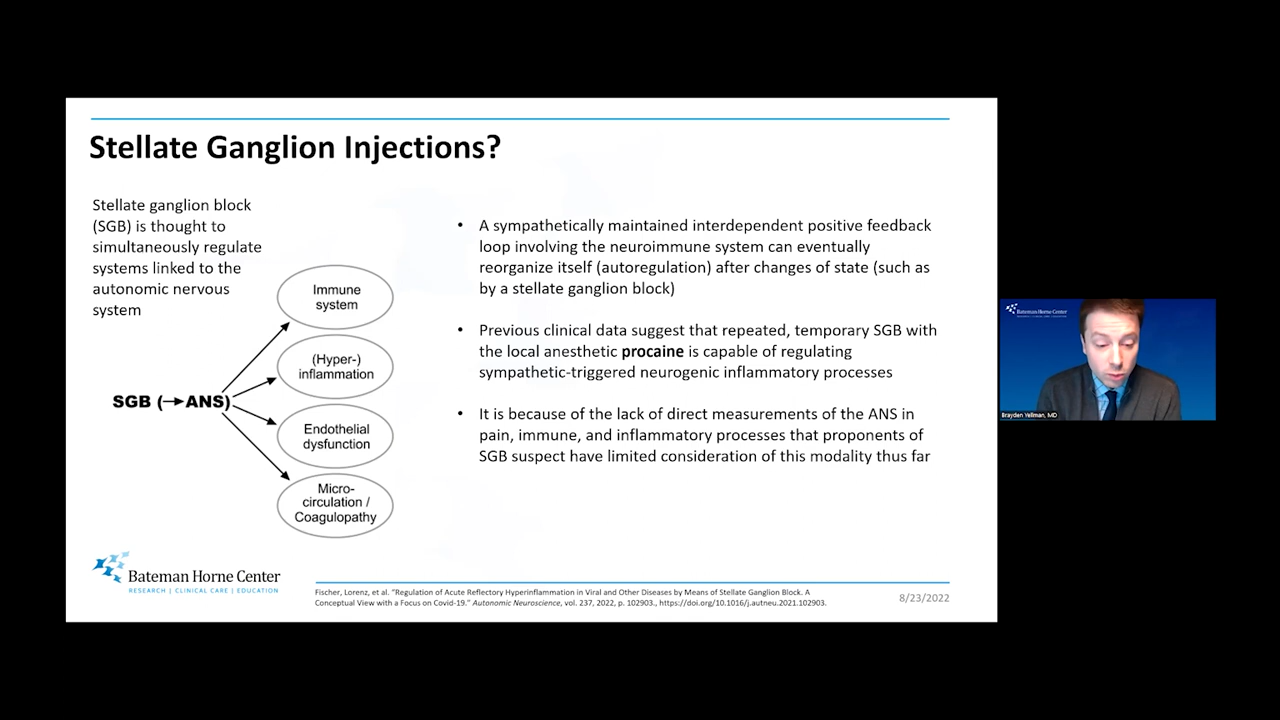 Stellate Ganglion Injections?
Stellate ganglion block
(SGB) is thought to
simultaneously regulate
systems linked to the
autonomic nervous
system
SGB (→ANS)
Immune
system
(Hyper-)
inflammation
Endothelial
dysfunction
Micro-
circulation /
Coagulopathy
• A sympathetically maintained interdependent positive feedback
loop involving the neuroimmune system can eventually
reorganize itself (autoregulation) after changes of state (such as
by a stellate ganglion block)
• Previous clinical data suggest that repeated, temporary SGB with
the local anesthetic procaine is capable of regulating
sympathetic-triggered neurogenic inflammatory processes
• It is because of the lack of direct measurements of the ANS in
pain, immune, and inflammatory processes that proponents of
SGB suspect have limited consideration of this modality thus far
Bateman Horne Center
RESEARCH | CLINICAL CARE | EDUCATION
Fischer, Lorenz, et al. "Regulation of Acute Reflectory Hyperinflammation in Viral and Other Diseases by Means of Stellate Ganglion Block. A
Conceptual View with a Focus on Covid-19." Autonomic Neuroscience, vol. 237, 2022, p. 102903., https://doi.org/10.1016/j.autneu.2021.102903.
8/23/2022
Bateman Horne Center
RESEARCH | CLINICAL CARE | EDUCATION
Brayden Yellman, MD